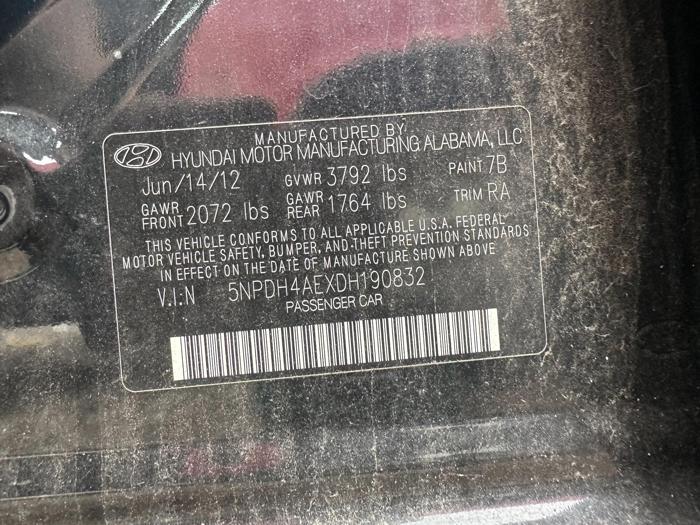 MANUFACTURED BY
HYUNDAI MOTOR MANUFACTURING ALABAMA, LLC
Jun/14/12 GVWR 3792 lbs PAINT 7B
GAWR FRONT 2072 lbs GAWR REAR 1764 lbs TRIM RA
THIS VEHICLE CONFORMS TO ALL APPLICABLE U.S.A. FEDERAL
MOTOR VEHICLE SAFETY, BUMPER, AND THEFT PREVENTION STANDARDS
IN EFFECT ON THE DATE OF MANUFACTURE SHOWN ABOVE
V.I:N 5NPDH4AEXDH190832
PASSENGER CAR